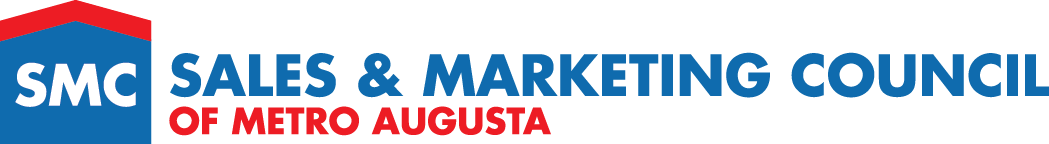 SMC
SALES & MARKETING COUNCIL
OF METRO AUGUSTA